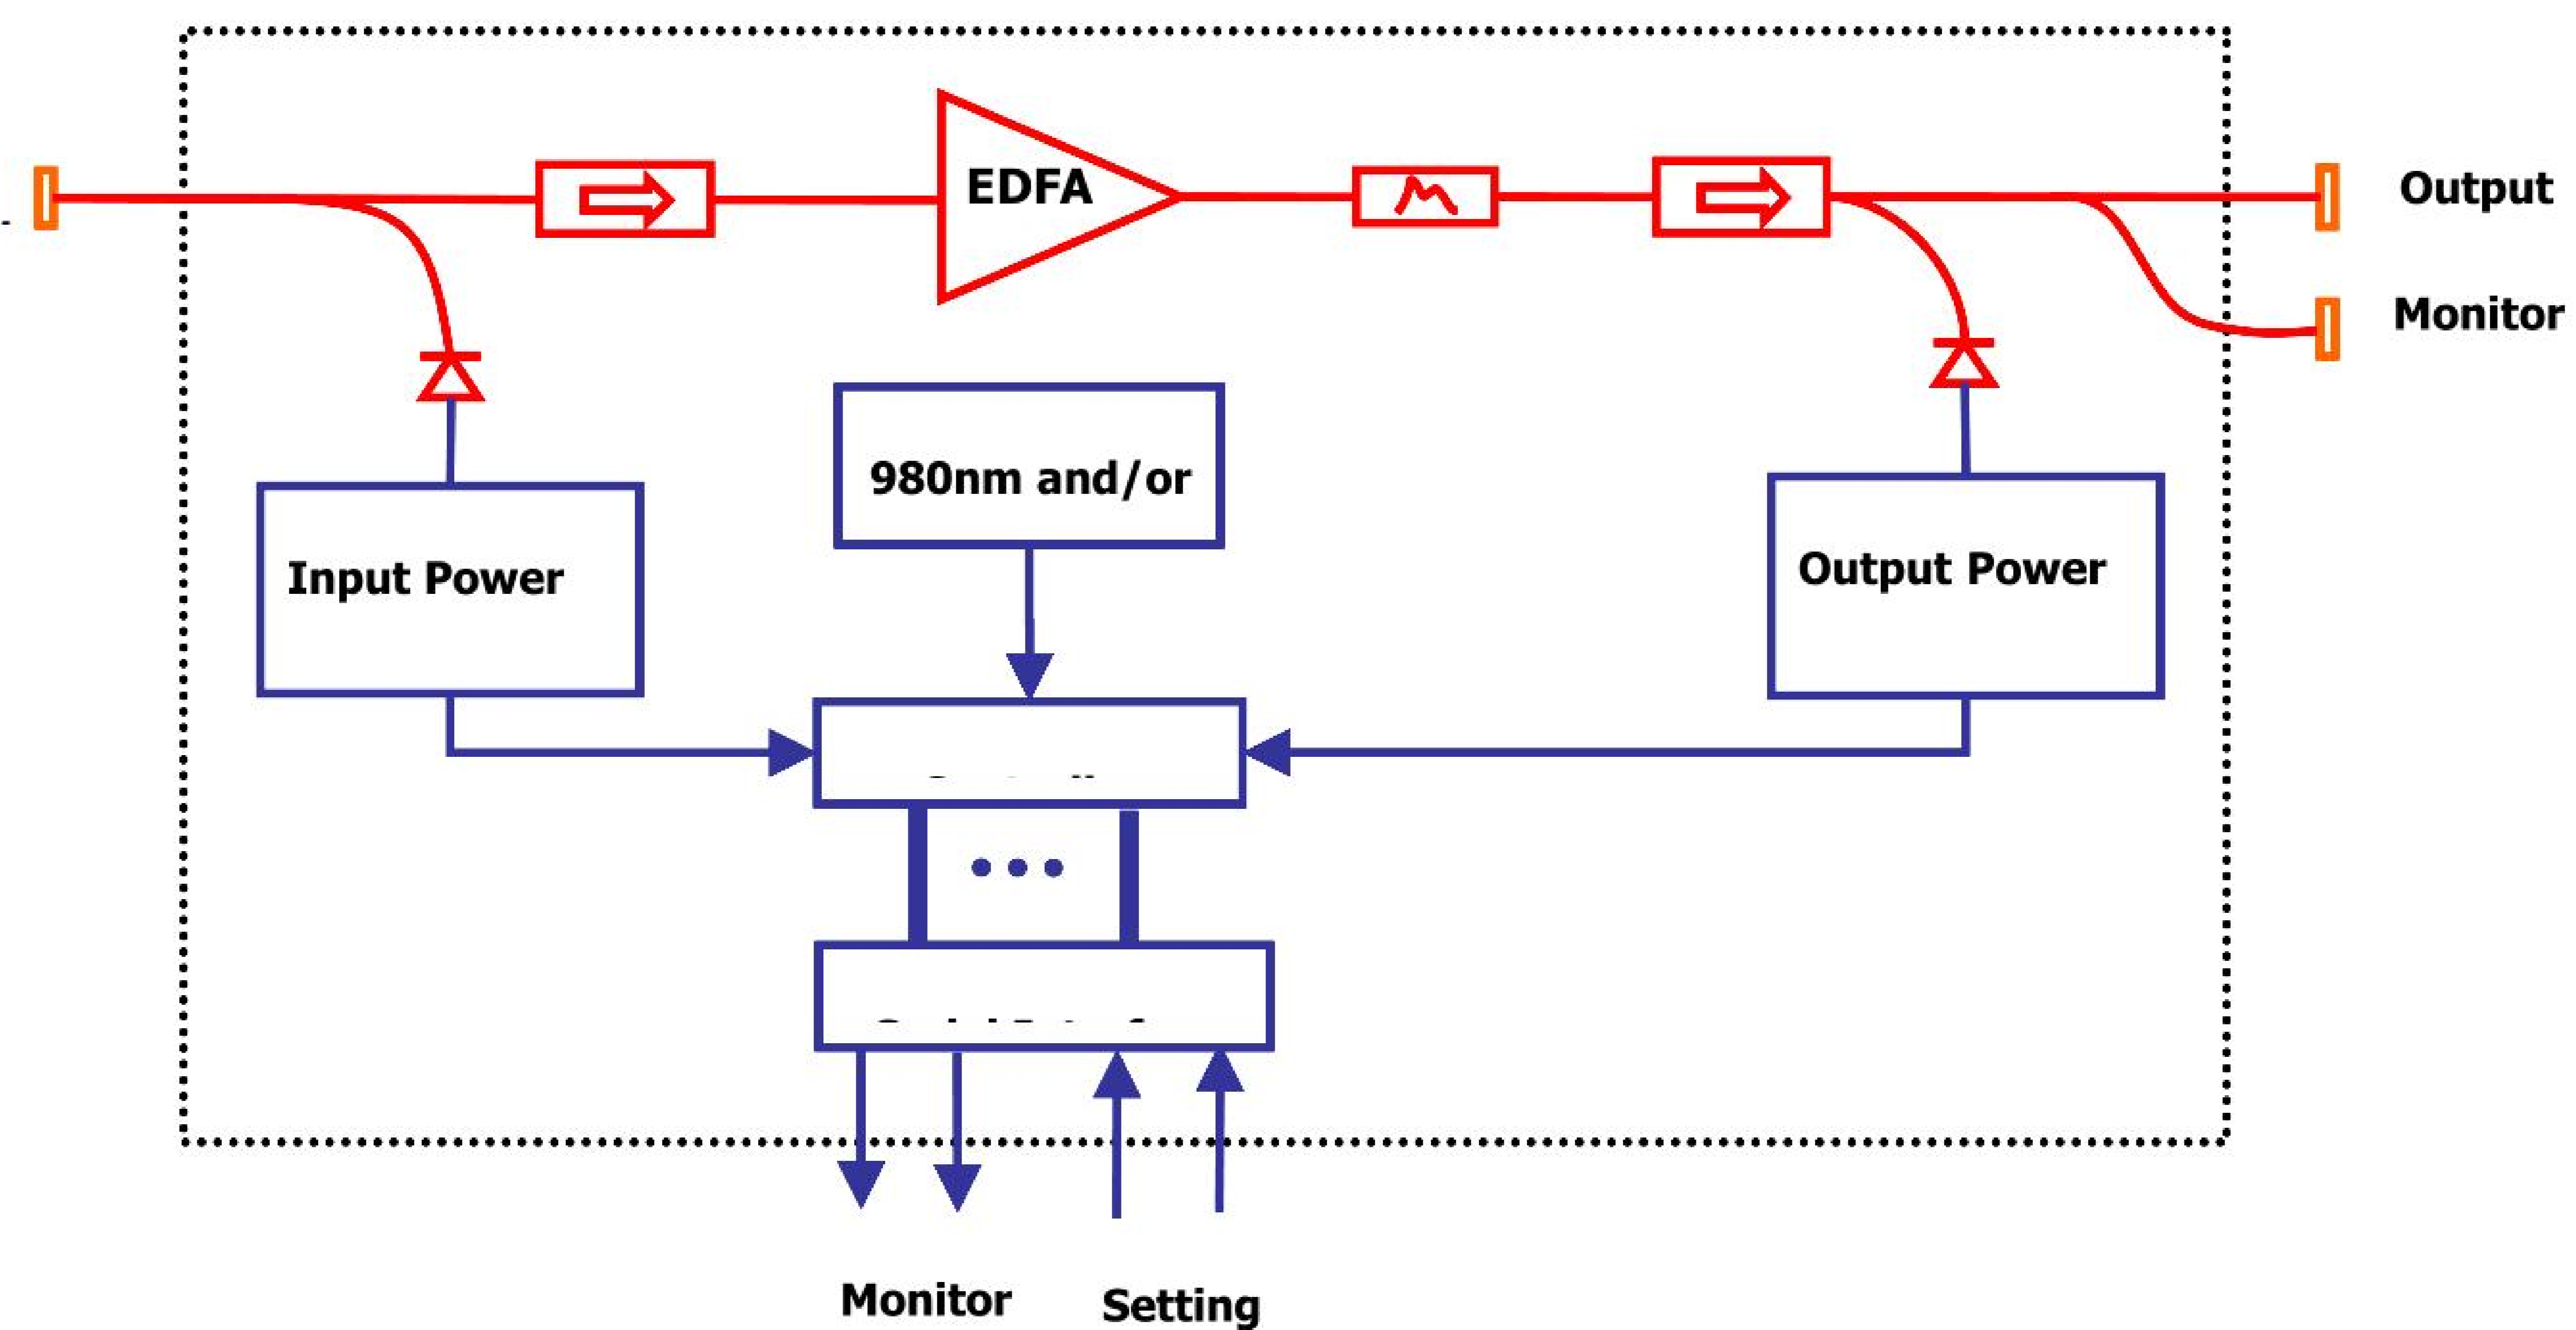 EDFA
Output
Monitor
980nm and/or
Input Power
Output Power
Monitor
Setting